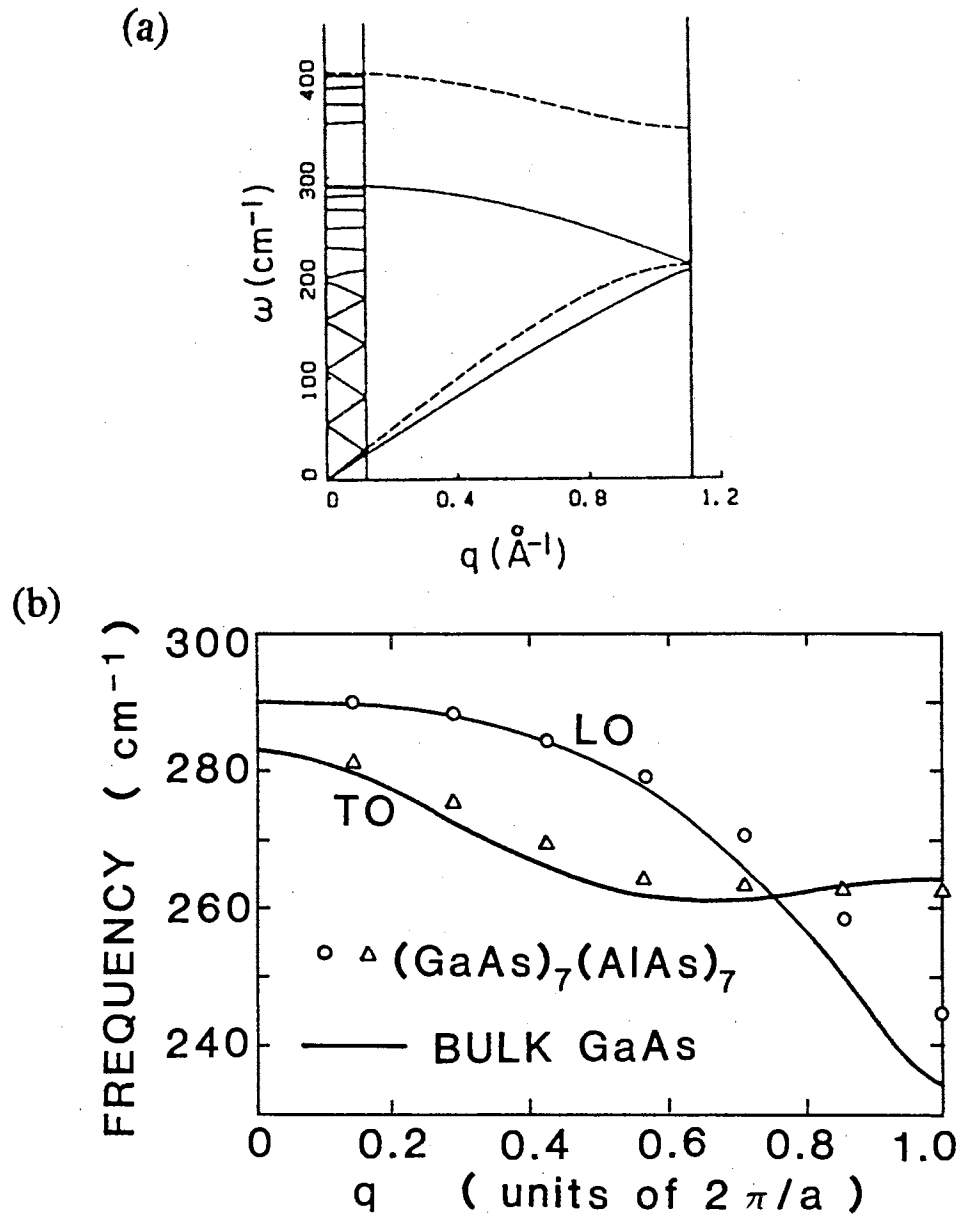 (a)
400
300
200
100
0
ω (cm⁻¹)
0 0.4 0.8 1.2
q (Å⁻¹)
(b)
FREQUENCY (cm⁻¹)
300
280
260
240
LO
TO
○ △ (GaAs)₇(AlAs)₇
BULK GaAs
0 0.2 0.4 0.6 0.8 1.0
q ( units of 2 π/a )